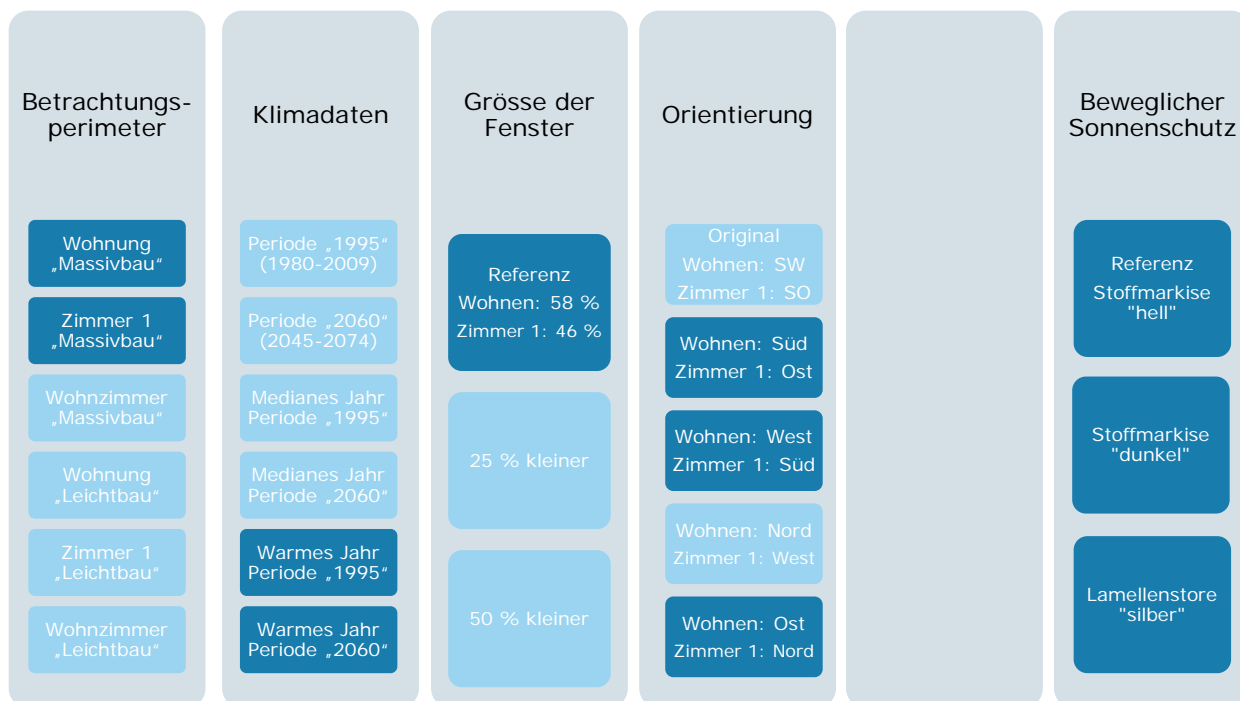 Betrachtungs-
perimeter
Wohnung
„Massivbau“
Zimmer 1
„Massivbau“
Wohnzimmer
„Massivbau“
Wohnung
„Leichtbau“
Zimmer 1
„Leichtbau“
Wohnzimmer
„Leichtbau“
Klimadaten
Periode „1995“
(1980-2009)
Periode „2060“
(2045-2074)
Medianes Jahr
Periode „1995“
Medianes Jahr
Periode „2060“
Warmes Jahr
Periode „1995“
Warmes Jahr
Periode „2060“
Grösse der
Fenster
Referenz
Wohnen: 58 %
Zimmer 1: 46 %
25 % kleiner
50 % kleiner
Orientierung
Original
Wohnen: SW
Zimmer 1: SO
Wohnen: Süd
Zimmer 1: Ost
Wohnen: West
Zimmer 1: Süd
Wohnen: Nord
Zimmer 1: West
Wohnen: Ost
Zimmer 1: Nord
Beweglicher
Sonnenschutz
Referenz
Stoffmarkise
"hell"
Stoffmarkise
"dunkel"
Lamellenstore
"silber"